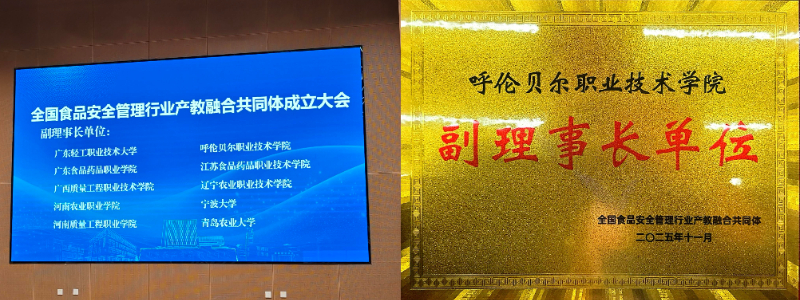 全国食品安全管理行业产教融合共同体成立大会
副理事长单位：
广东轻工职业技术大学
广东食品药品职业学院
广西质量工程职业技术学院
河南农业职业学院
河南质量工程职业学院
呼伦贝尔职业技术学院
江苏食品药品职业技术学院
辽宁农业职业技术学院
宁波大学
青岛农业大学
呼伦贝尔职业技术学院
副理事长单位
全国食品安全管理行业产教融合共同体
二〇二五年十一月